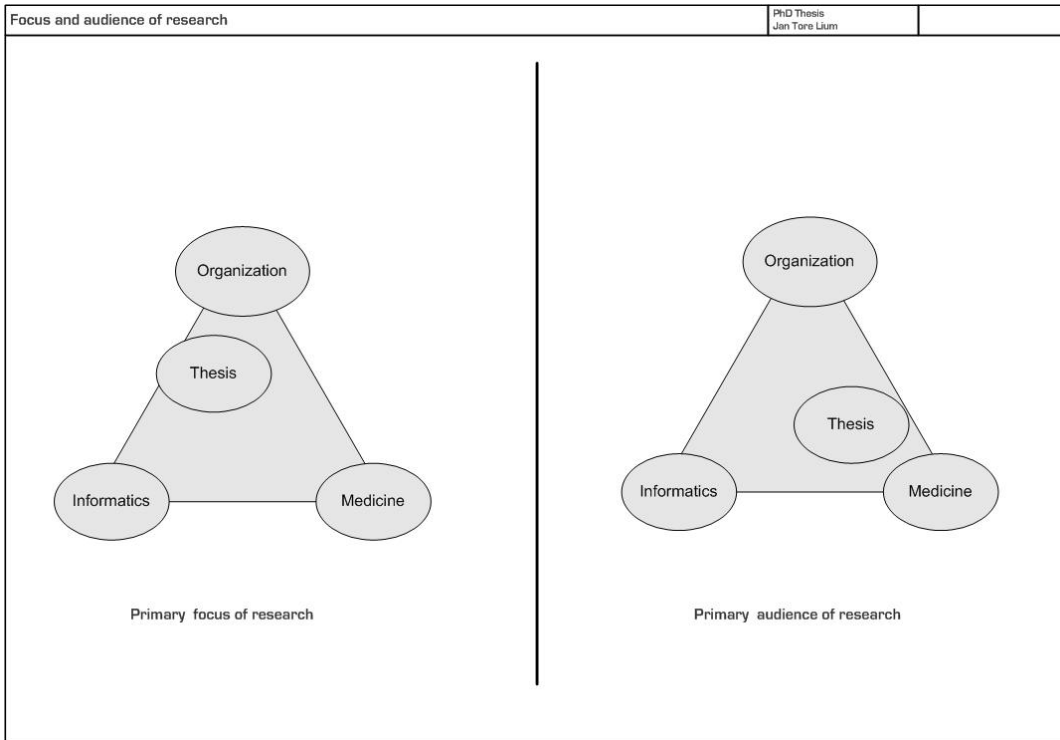 Focus and audience of research
PhD Thesis
Jan Tore Lium
Organization
Thesis
Informatics
Medicine
Primary focus of research
Organization
Thesis
Informatics
Medicine
Primary audience of research